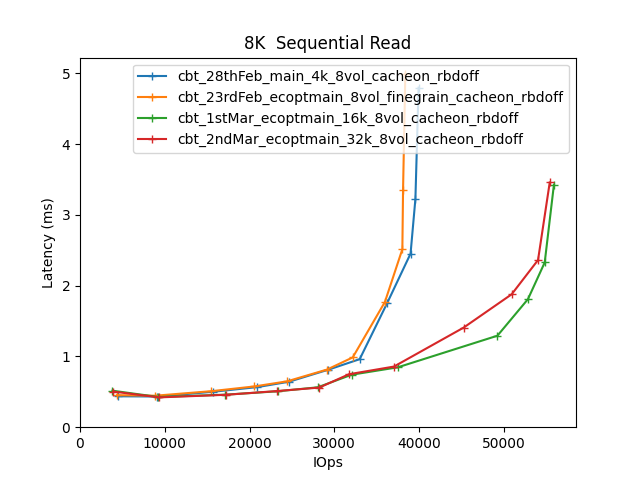 8K  Sequential Read
cbt_28thFeb_main_4k_8vol_cacheon_rbdoff
cbt_23rdFeb_ecoptmain_8vol_finegrain_cacheon_rbdoff
cbt_1stMar_ecoptmain_16k_8vol_cacheon_rbdoff
cbt_2ndMar_ecoptmain_32k_8vol_cacheon_rbdoff
5
4
3
2
1
0
Latency (ms)
0 10000 20000 30000 40000 50000
IOps